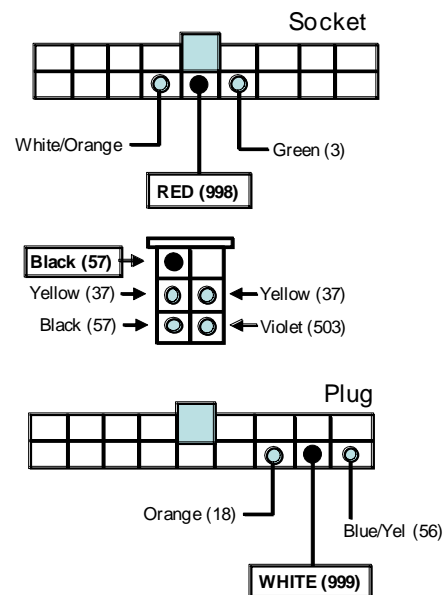 Socket
White/Orange
Green (3)
RED (998)
Black (57)
Yellow (37)
Yellow (37)
Black (57)
Violet (503)
Plug
Orange (18)
Blue/Yel (56)
WHITE (999)